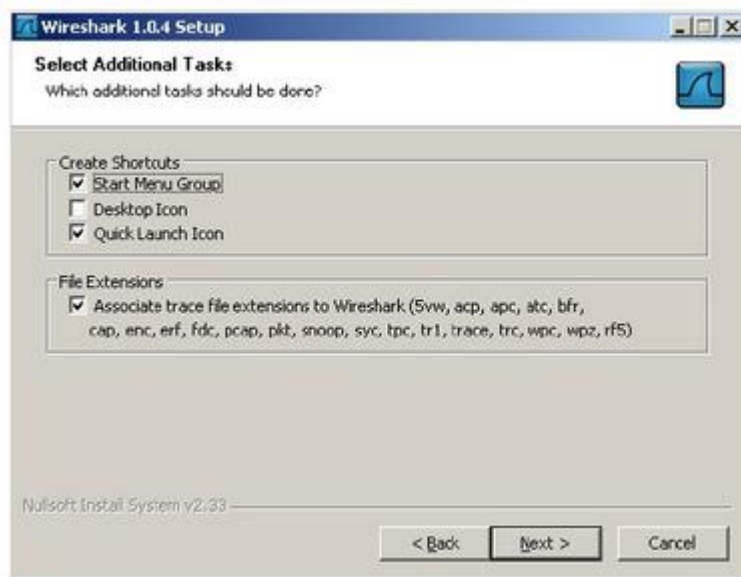 Wireshark 1.0.4 Setup
Select Additional Tasks
Which additional tasks should be done?
Create Shortcuts
Start Menu Group
Desktop Icon
Quick Launch Icon
File Extensions
Associate trace file extensions to Wireshark (5vw, acp, apc, atc, bfr,
cap, enc, erf, fdc, pcap, pkt, snoop, syc, tpc, tr1, trace, trc, wpc, wpz, rf5)
Nullsoft Install System v2.33
< Back Next > Cancel